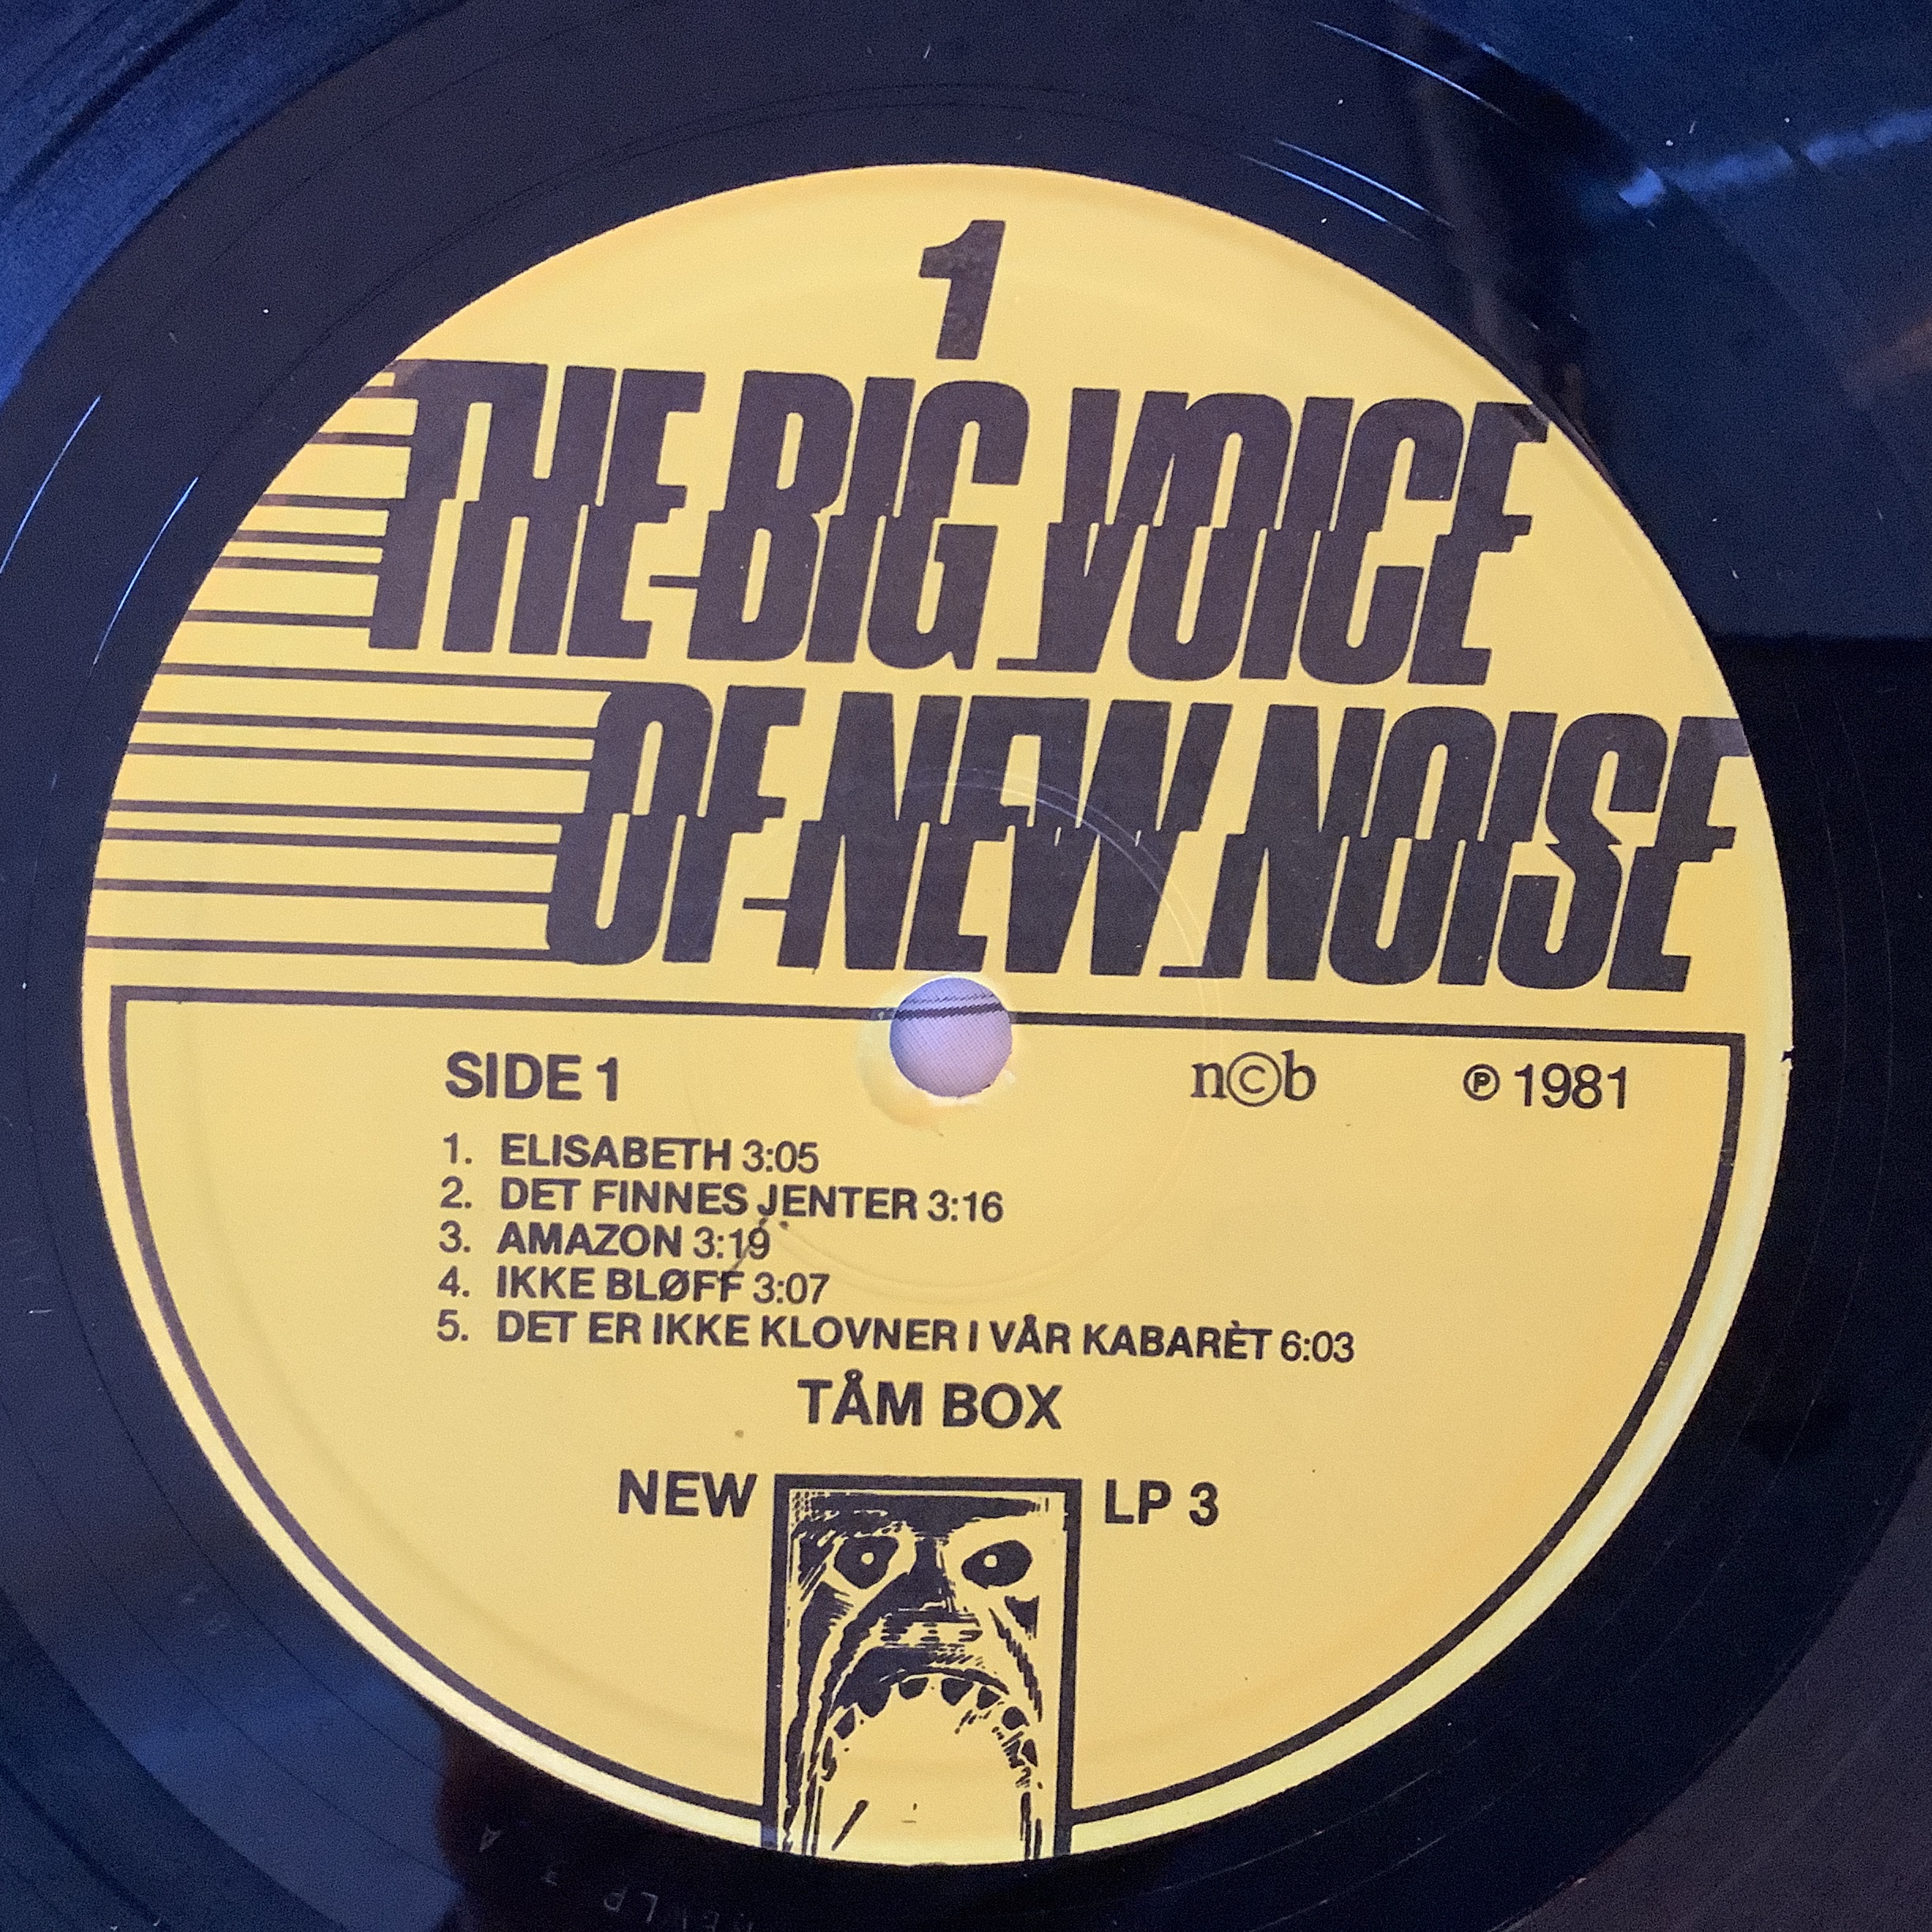 1
THE BIG VOICE
OF NEW NOISE
SIDE 1
n©b
℗ 1981
1. ELISABETH 3:05
2. DET FINNES JENTER 3:16
3. AMAZON 3:19
4. IKKE BLØFF 3:07
5. DET ER IKKE KLOVNER I VÅR KABARÈT 6:03
TÅM BOX
NEW LP 3